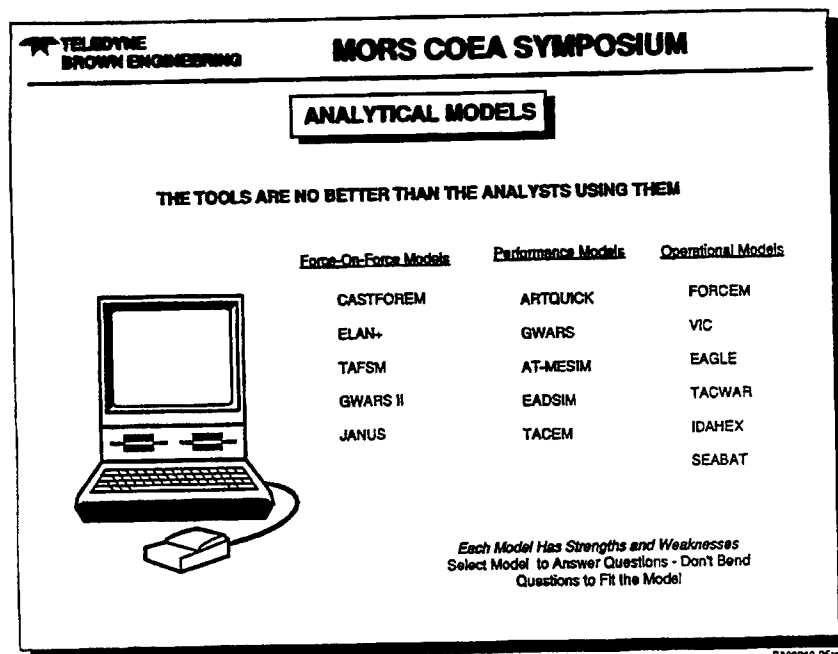 TELEDYNE
BROWN ENGINEERING
MORS COEA SYMPOSIUM
ANALYTICAL MODELS
THE TOOLS ARE NO BETTER THAN THE ANALYSTS USING THEM
Force-On-Force Models
CASTFOREM
ELAN+
TAFSM
GWARS II
JANUS
Performance Models
ARTQUICK
GWARS
AT-MESIM
EADSIM
TACEM
Operational Models
FORCEM
VIC
EAGLE
TACWAR
IDAHEX
SEABAT
Each Model Has Strengths and Weaknesses
Select Model to Answer Questions - Don't Bend
Questions to Fit the Model